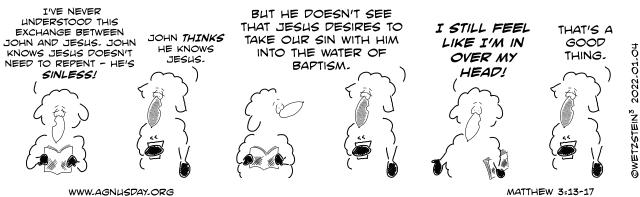 I'VE NEVER
UNDERSTOOD THIS
EXCHANGE BETWEEN
JOHN AND JESUS. JOHN
KNOWS JESUS DOESN'T
NEED TO REPENT - HE'S
SINLESS!
JOHN THINKS
HE KNOWS
JESUS.
BUT HE DOESN'T SEE
THAT JESUS DESIRES TO
TAKE OUR SIN WITH HIM
INTO THE WATER OF
BAPTISM.
I STILL FEEL
LIKE I'M IN
OVER MY
HEAD!
THAT'S A
GOOD
THING.
©WETZSTEIN³ 2022.01.04
WWW.AGNUSDAY.ORG
MATTHEW 3:13-17